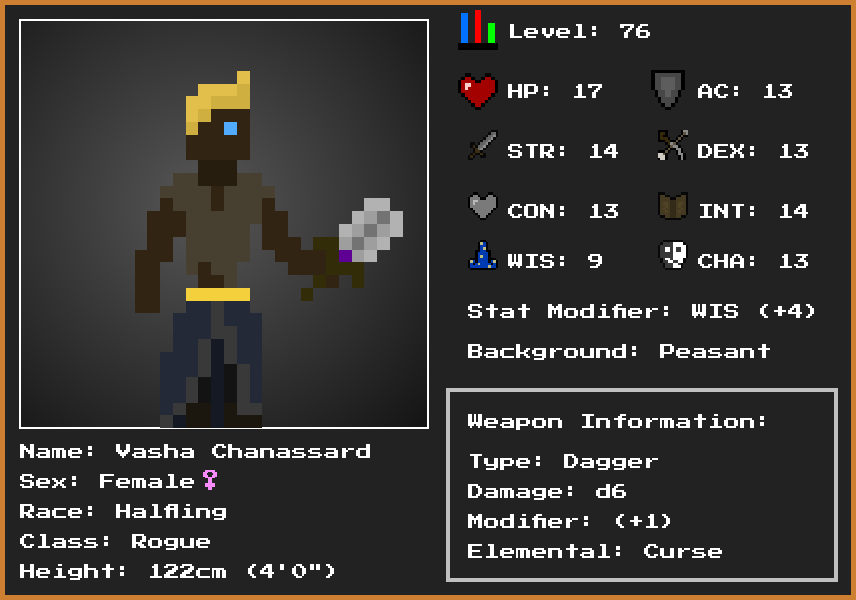 Level: 76
HP: 17
AC: 13
STR: 14
DEX: 13
CON: 13
INT: 14
WIS: 9
CHA: 13
Stat Modifier: WIS (+4)
Background: Peasant
Weapon Information:
Type: Dagger
Damage: d6
Modifier: (+1)
Elemental: Curse
Name: Vasha Chanassard
Sex: Female♀
Race: Halfling
Class: Rogue
Height: 122cm (4'0")